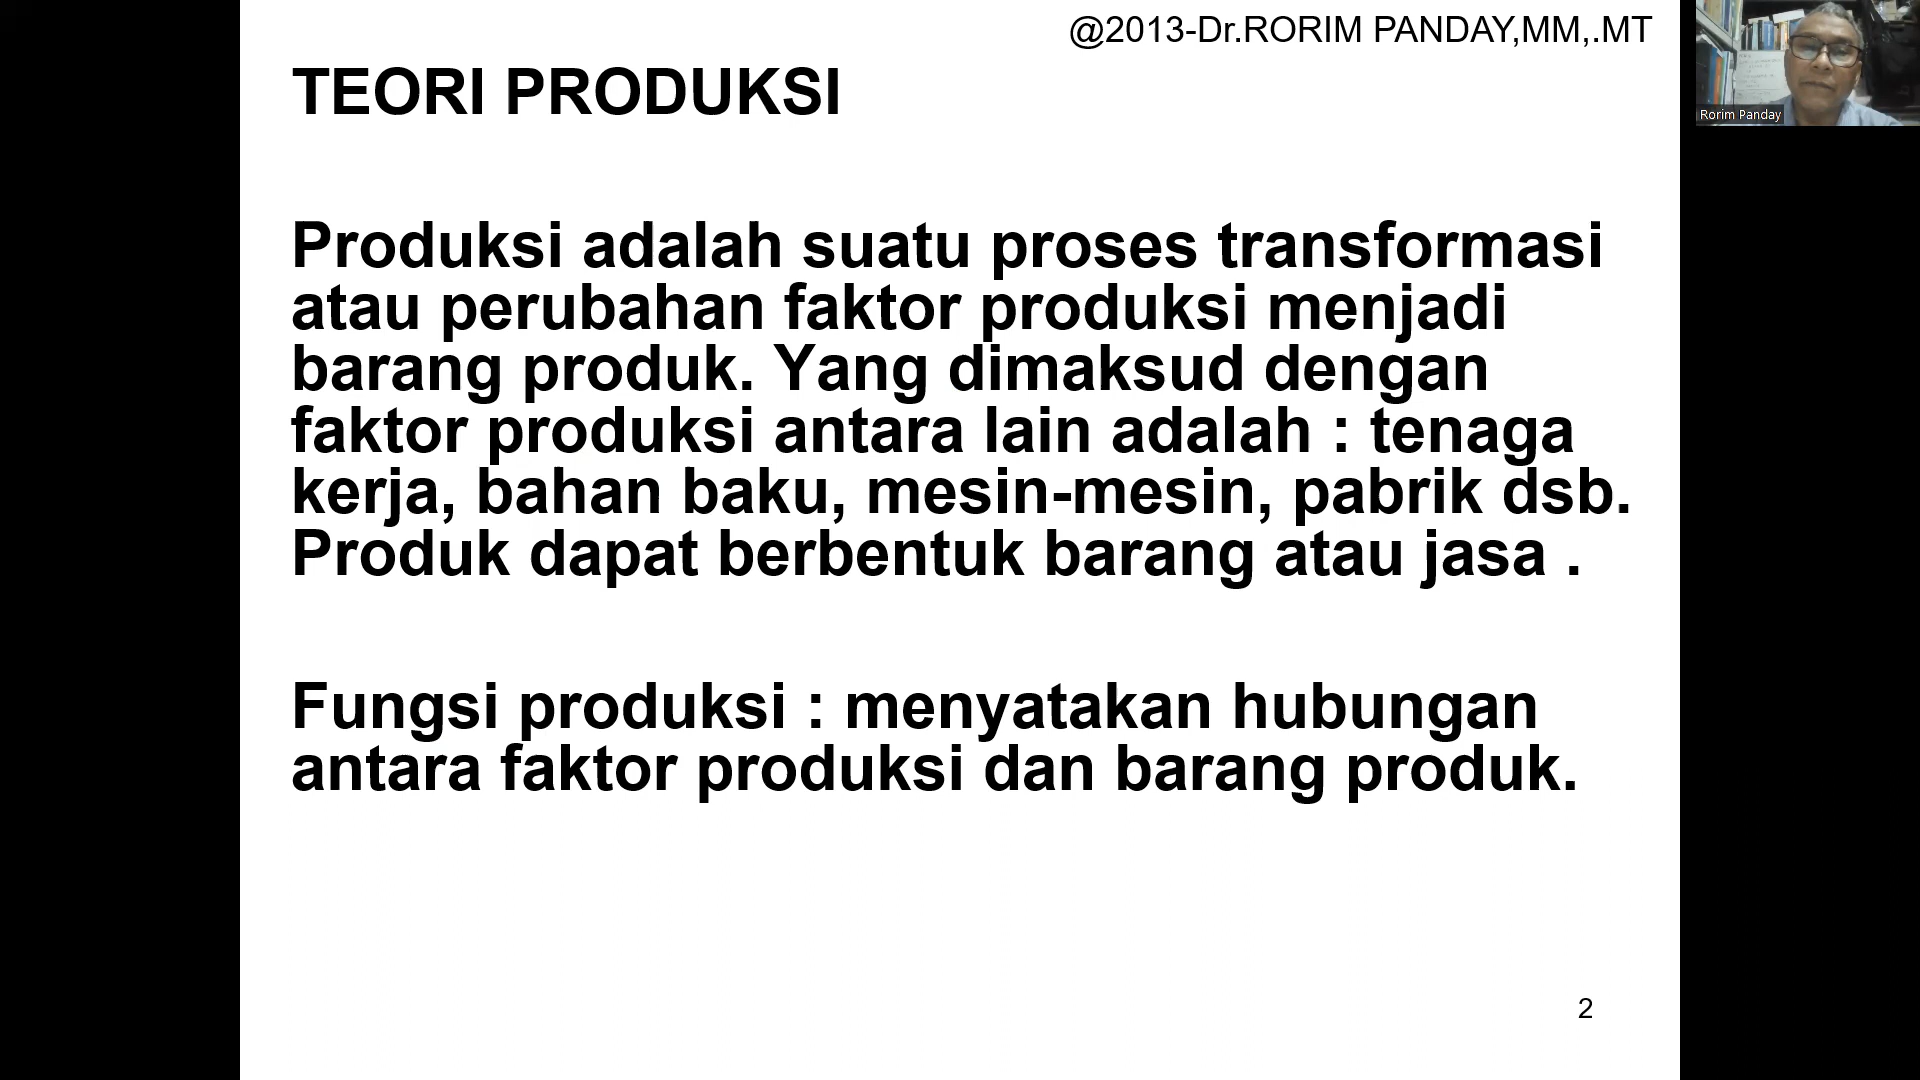 @2013-Dr.RORIM PANDAY,MM,.MT
TEORI PRODUKSI
Produksi adalah suatu proses transformasi
atau perubahan faktor produksi menjadi
barang produk. Yang dimaksud dengan
faktor produksi antara lain adalah : tenaga
kerja, bahan baku, mesin-mesin, pabrik dsb.
Produk dapat berbentuk barang atau jasa .
Fungsi produksi : menyatakan hubungan
antara faktor produksi dan barang produk.
2
Rorim Panday